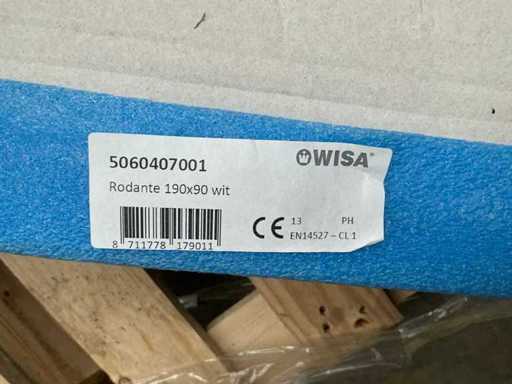 5060407001
WISA®
Rodante 190x90 wit
8 711778 179011
CE 13 PH
EN14527 – CL 1